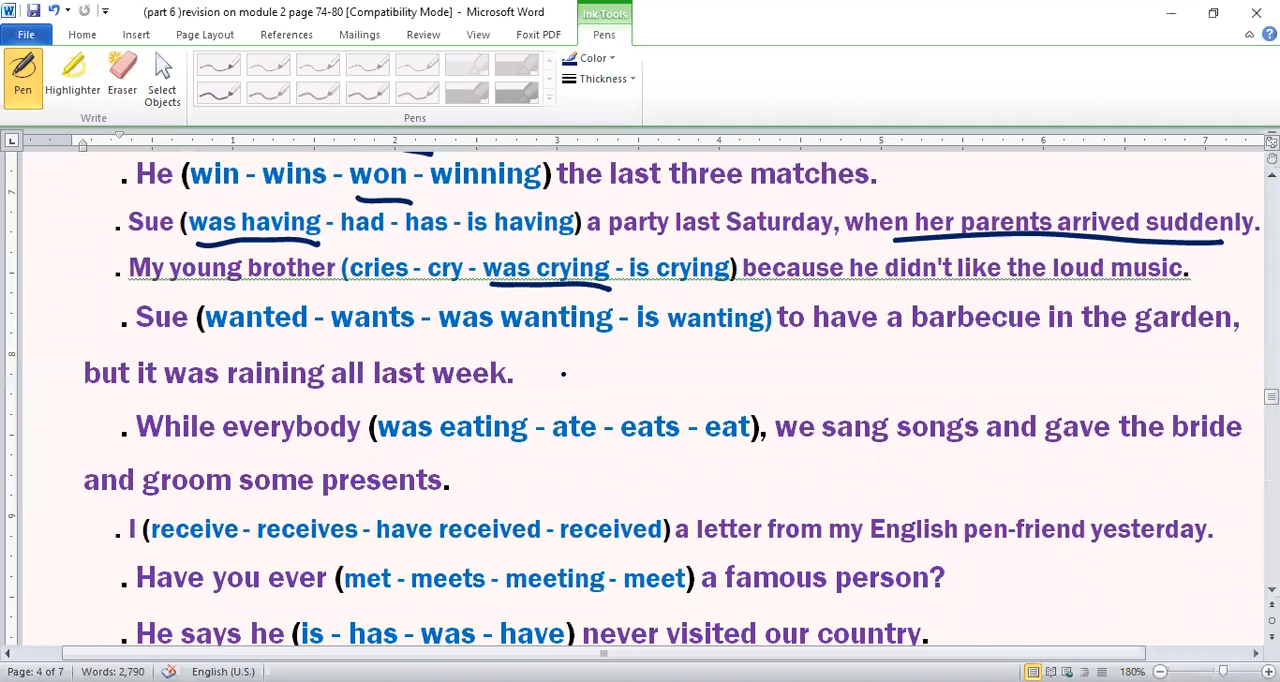 (part 6 )revision on module 2 page 74-80 [Compatibility Mode] - Microsoft Word
Ink Tools
File Home Insert Page Layout References Mailings Review View Foxit PDF Pens
Pen Highlighter Eraser Select Objects
Color
Thickness
Write Pens
1 2 3 4 5 6 7
. He (win - wins - won - winning) the last three matches.
. Sue (was having - had - has - is having) a party last Saturday, when her parents arrived suddenly.
. My young brother (cries - cry - was crying - is crying) because he didn't like the loud music.
. Sue (wanted - wants - was wanting - is wanting) to have a barbecue in the garden,
but it was raining all last week.
. While everybody (was eating - ate - eats - eat), we sang songs and gave the bride
and groom some presents.
. I (receive - receives - have received - received) a letter from my English pen-friend yesterday.
. Have you ever (met - meets - meeting - meet) a famous person?
. He says he (is - has - was - have) never visited our country.
Page: 4 of 7 Words: 2,790 English (U.S.) 180%